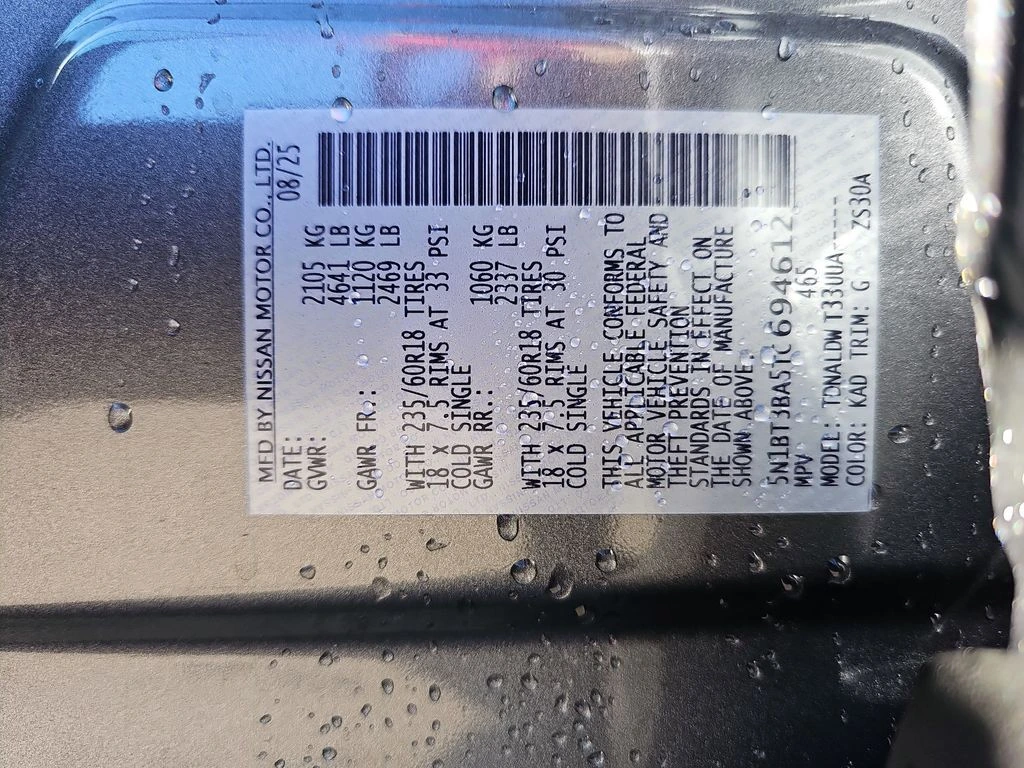 MFD BY NISSAN MOTOR CO., LTD.
DATE: 08/25
GVWR: 2105 KG
4641 LB
GAWR FR.: 1120 KG
2469 LB
WITH 235/60R18 TIRES
18 X 7.5 RIMS AT 33 PSI
COLD SINGLE
GAWR RR.: 1060 KG
2337 LB
WITH 235/60R18 TIRES
18 X 7.5 RIMS AT 30 PSI
COLD SINGLE
THIS VEHICLE CONFORMS TO
ALL APPLICABLE FEDERAL
MOTOR VEHICLE SAFETY AND
THEFT PREVENTION
STANDARDS IN EFFECT ON
THE DATE OF MANUFACTURE
SHOWN ABOVE.
5N1BT3BA5TC694612
MPV 465
MODEL: TDNALDW T33UUA-----
COLOR: KAD TRIM: G ZS30A